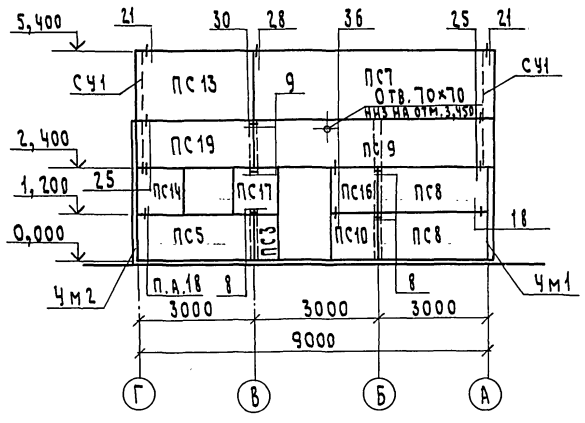 21 30 28 36 25 21
5,400
СУ1 ПС13 9 ПС7 СУ1
ОТВ. 70×70
НИЗ НА ОТМ. 3,450
ПС19 ПС9
2,400
25 ПС14 ПС17 ПС16 ПС8
1,200
18
0,000
ПС5 ПС3 ПС10 ПС8
П.А.18 8 8
УМ2 УМ1
3000 3000 3000
9000
Г В Б А